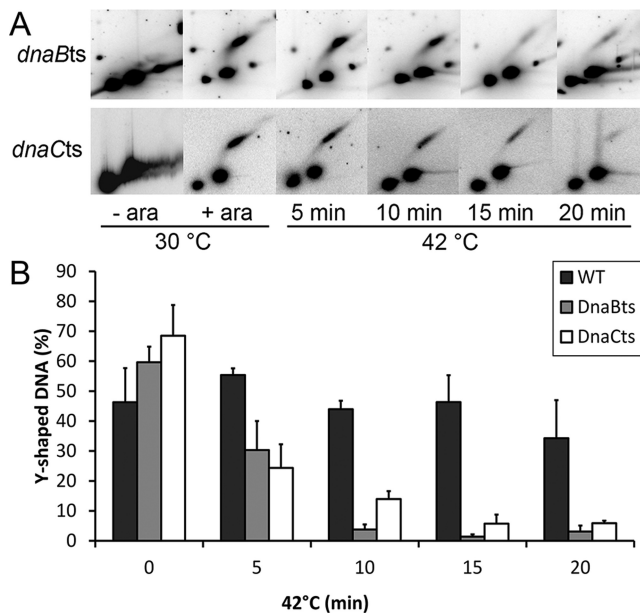 A
dnaBts
dnaCts
- ara + ara 5 min 10 min 15 min 20 min
30 °C 42 °C
B
WT
DnaBts
DnaCts
Y-shaped DNA (%)
90
80
70
60
50
40
30
20
10
0
0 5 10 15 20
42°C (min)